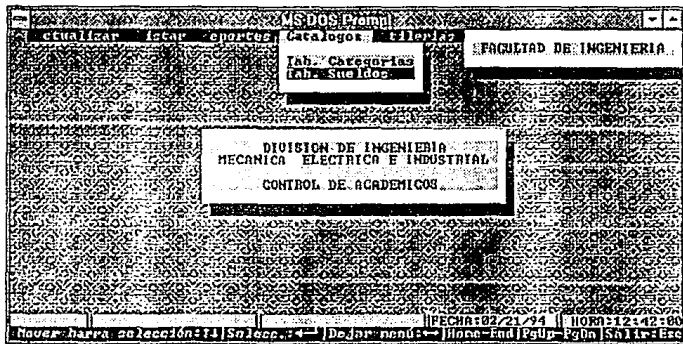 MS-DOS Prompt
ctualizar istar eportes Catalogos ilerias
FACULTAD DE INGENIERIA
Tab. Categorias
Tab. Sueldos
DIVISION DE INGENIERIA
MECANICA ELECTRICA E INDUSTRIAL
CONTROL DE ACADEMICOS
FECHA:02/21/94 HORA:12:42:00
Mover barra selección:↑↓ Selecc.:◄─┘ Dejar menú:↔ Home-End PgUp-PgDn Salir:Esc